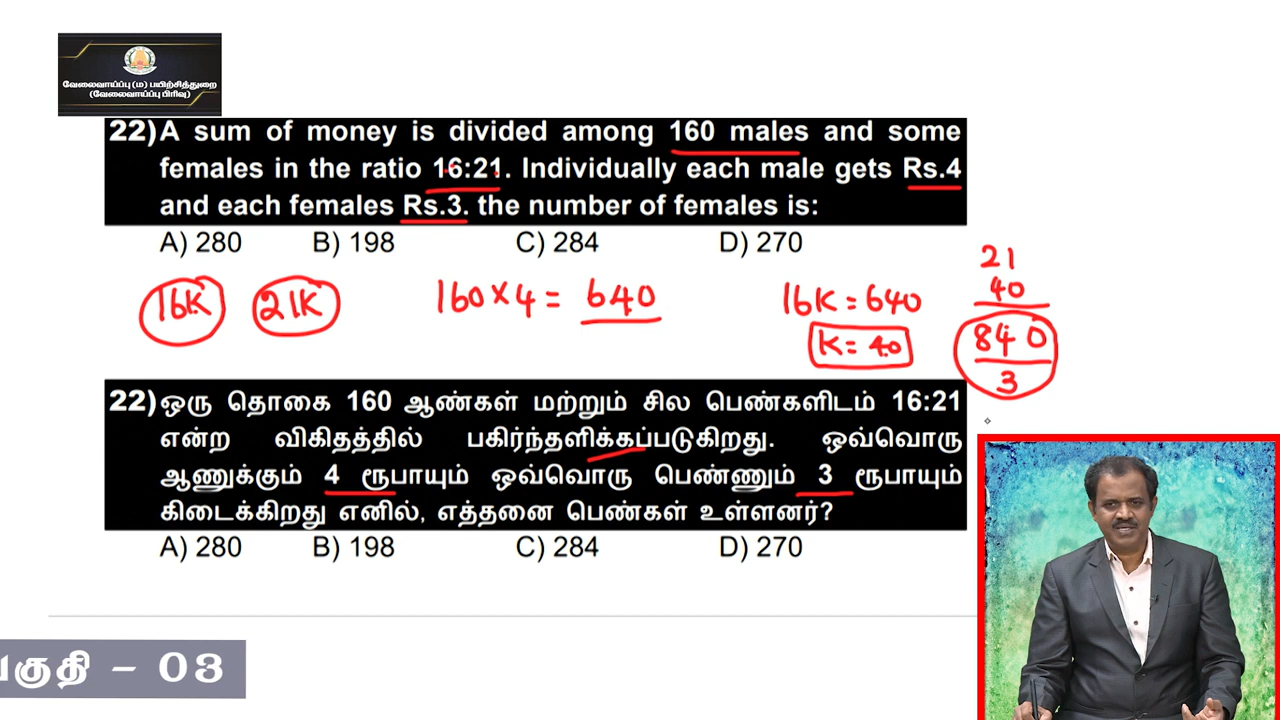 வேலைவாய்ப்பு (ம) பயிற்சித்துறை
(வேலைவாய்ப்பு பிரிவு)
22) A sum of money is divided among 160 males and some
females in the ratio 16:21. Individually each male gets Rs.4
and each females Rs.3. the number of females is:
A) 280 B) 198 C) 284 D) 270
16K 21K 160×4 = 640
16K = 640
K = 40
21
40
840
3
22) ஒரு தொகை 160 ஆண்கள் மற்றும் சில பெண்களிடம் 16:21
என்ற விகிதத்தில் பகிர்ந்தளிக்கப்படுகிறது. ஒவ்வொரு
ஆணுக்கும் 4 ரூபாயும் ஒவ்வொரு பெண்ணும் 3 ரூபாயும்
கிடைக்கிறது எனில், எத்தனை பெண்கள் உள்ளனர்?
A) 280 B) 198 C) 284 D) 270
பகுதி – 03